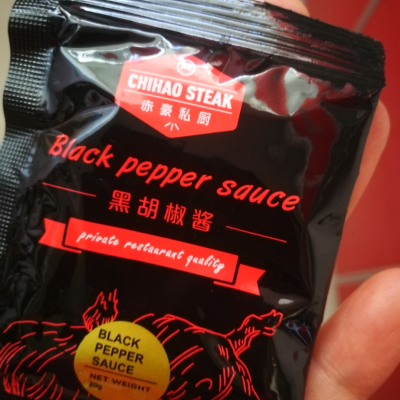 CHIHAO STEAK
赤豪私厨
Black pepper sauce
黑胡椒酱
private restaurant quality
BLACK
PEPPER
SAUCE
NET WEIGHT